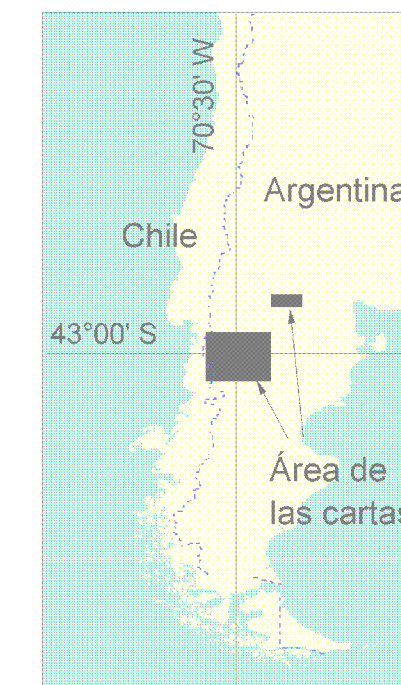 70°30' W
Argentina
Chile
43°00' S
Área de
las cartas